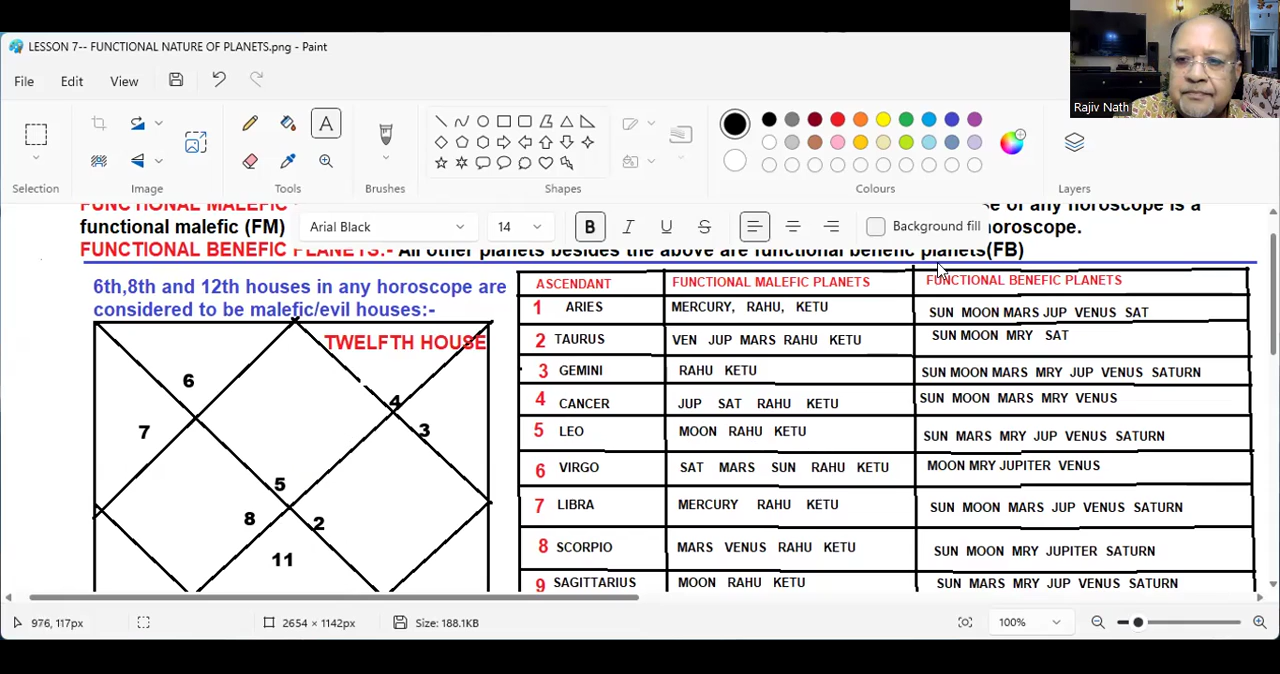 LESSON 7-- FUNCTIONAL NATURE OF PLANETS.png - Paint
Rajiv Nath
File Edit View
Selection Image Tools Brushes Shapes Colours Layers
Arial Black 14 B I U S Background fill
FUNCTIONAL MALEFIC
se of any horoscope is a
functional malefic (FM)
horoscope.
FUNCTIONAL BENEFIC PLANETS:- All other planets besides the above are functional benefic planets(FB)
6th,8th and 12th houses in any horoscope are
considered to be malefic/evil houses:-
TWELFTH HOUSE
6
4
7
3
5
8
2
11
ASCENDANT FUNCTIONAL MALEFIC PLANETS FUNCTIONAL BENEFIC PLANETS
1 ARIES MERCURY, RAHU, KETU SUN MOON MARS JUP VENUS SAT
2 TAURUS VEN JUP MARS RAHU KETU SUN MOON MRY SAT
3 GEMINI RAHU KETU SUN MOON MARS MRY JUP VENUS SATURN
4 CANCER JUP SAT RAHU KETU SUN MOON MARS MRY VENUS
5 LEO MOON RAHU KETU SUN MARS MRY JUP VENUS SATURN
6 VIRGO SAT MARS SUN RAHU KETU MOON MRY JUPITER VENUS
7 LIBRA MERCURY RAHU KETU SUN MOON MARS JUP VENUS SATURN
8 SCORPIO MARS VENUS RAHU KETU SUN MOON MRY JUPITER SATURN
9 SAGITTARIUS MOON RAHU KETU SUN MARS MRY JUP VENUS SATURN
976, 117px 2654 × 1142px Size: 188.1KB 100%